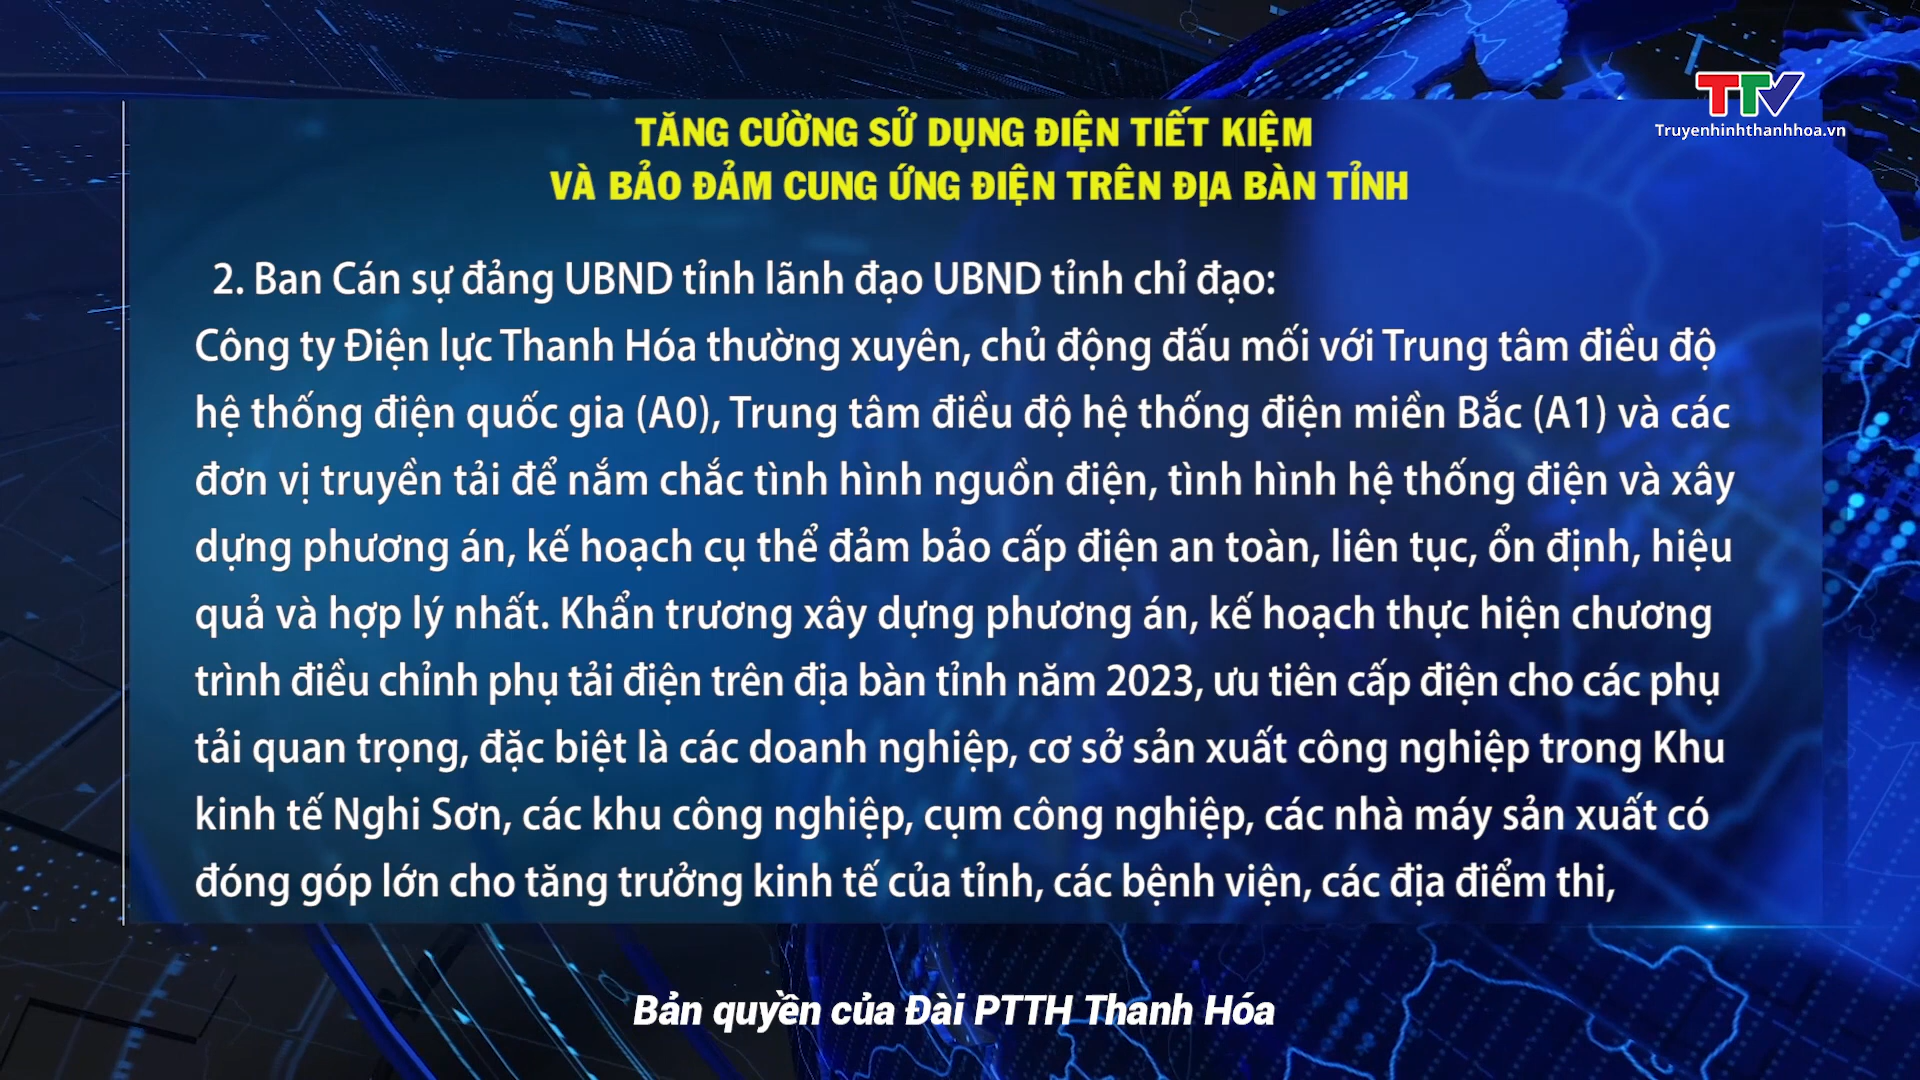 TTV
Truyenhinhthanhhoa.vn
TĂNG CƯỜNG SỬ DỤNG ĐIỆN TIẾT KIỆM
VÀ BẢO ĐẢM CUNG ỨNG ĐIỆN TRÊN ĐỊA BÀN TỈNH
2. Ban Cán sự đảng UBND tỉnh lãnh đạo UBND tỉnh chỉ đạo:
Công ty Điện lực Thanh Hóa thường xuyên, chủ động đấu mối với Trung tâm điều độ
hệ thống điện quốc gia (A0), Trung tâm điều độ hệ thống điện miền Bắc (A1) và các
đơn vị truyền tải để nắm chắc tình hình nguồn điện, tình hình hệ thống điện và xây
dựng phương án, kế hoạch cụ thể đảm bảo cấp điện an toàn, liên tục, ổn định, hiệu
quả và hợp lý nhất. Khẩn trương xây dựng phương án, kế hoạch thực hiện chương
trình điều chỉnh phụ tải điện trên địa bàn tỉnh năm 2023, ưu tiên cấp điện cho các phụ
tải quan trọng, đặc biệt là các doanh nghiệp, cơ sở sản xuất công nghiệp trong Khu
kinh tế Nghi Sơn, các khu công nghiệp, cụm công nghiệp, các nhà máy sản xuất có
đóng góp lớn cho tăng trưởng kinh tế của tỉnh, các bệnh viện, các địa điểm thi,
Bản quyền của Đài PTTH Thanh Hóa